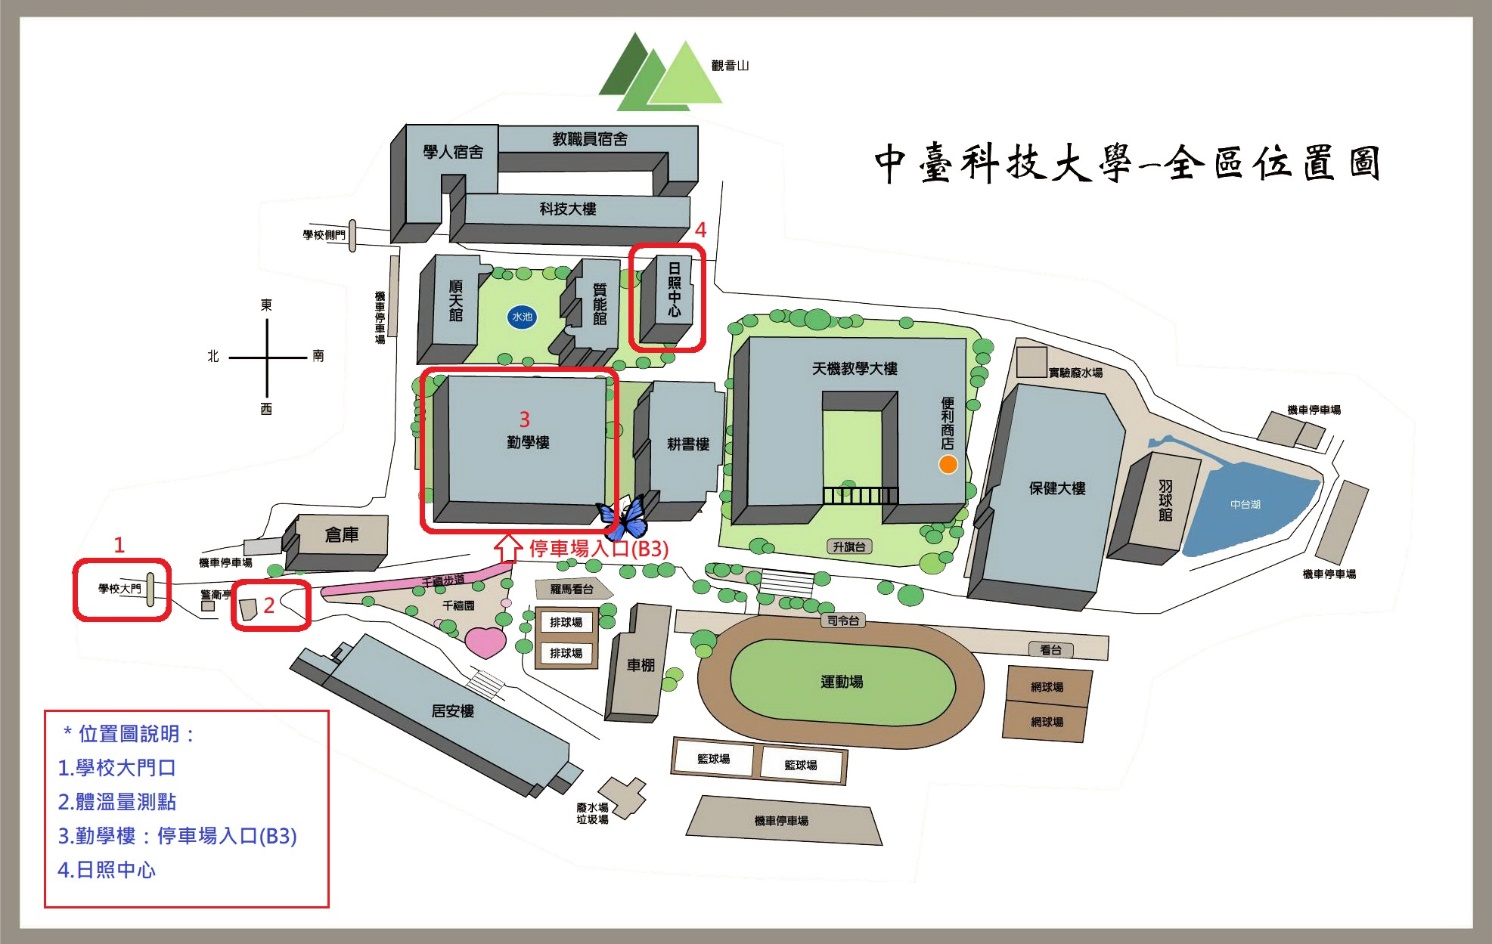 觀音山
中臺科技大學-全區位置圖
學人宿舍
教職員宿舍
科技大樓
4
學校側門
日照中心
順天館
水池
質能館
機車停車場
東
北
南
西
天機教學大樓
便利商店
實驗廢水場
機車停車場
3
勤學樓
耕書樓
保健大樓
羽球館
中台湖
機車停車場
倉庫
停車場入口(B3)
升旗台
1
機車停車場
學校大門
警衛亭
2
千禧步道
千禧園
羅馬看台
排球場
排球場
車棚
司令台
看台
運動場
網球場
網球場
居安樓
籃球場
籃球場
廢水場
垃圾場
機車停車場
*位置圖說明：
1.學校大門口
2.體溫量測點
3.勤學樓：停車場入口(B3)
4.日照中心